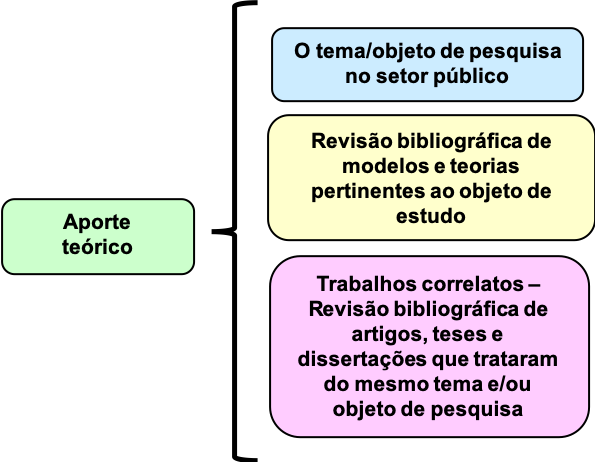 Aporte
teórico
O tema/objeto de pesquisa
no setor público
Revisão bibliográfica de
modelos e teorias
pertinentes ao objeto de
estudo
Trabalhos correlatos –
Revisão bibliográfica de
artigos, teses e
dissertações que trataram
do mesmo tema e/ou
objeto de pesquisa